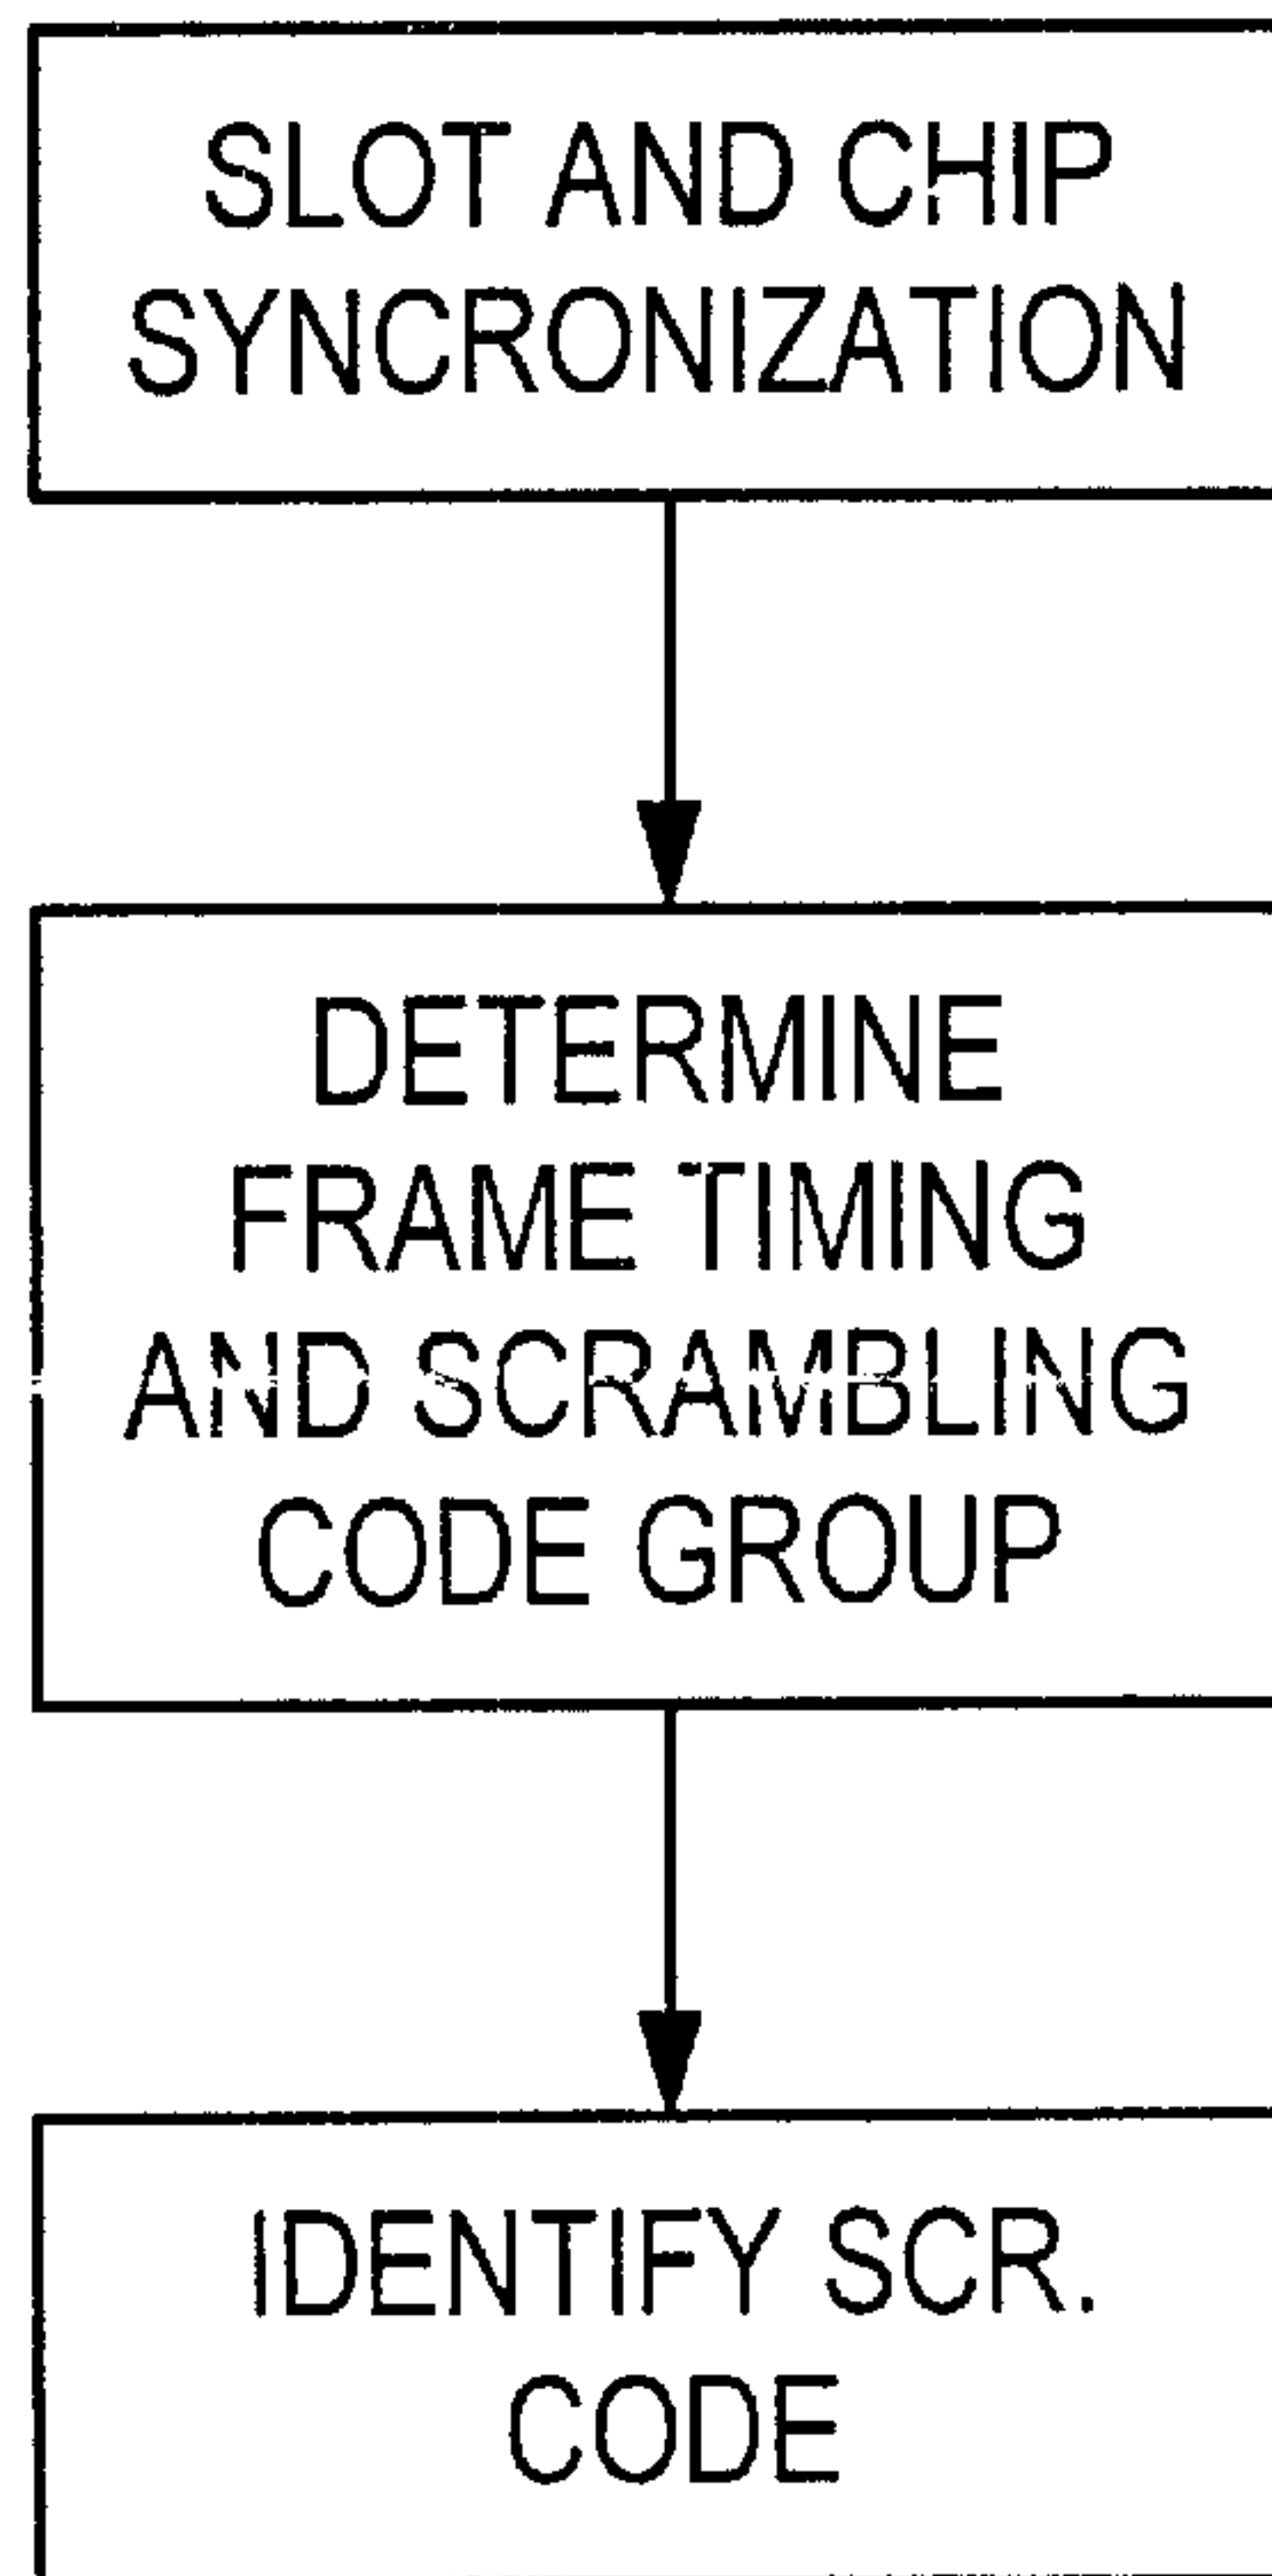 SLOT AND CHIP
SYNCRONIZATION
DETERMINE
FRAME TIMING
AND SCRAMBLING
CODE GROUP
IDENTIFY SCR.
CODE